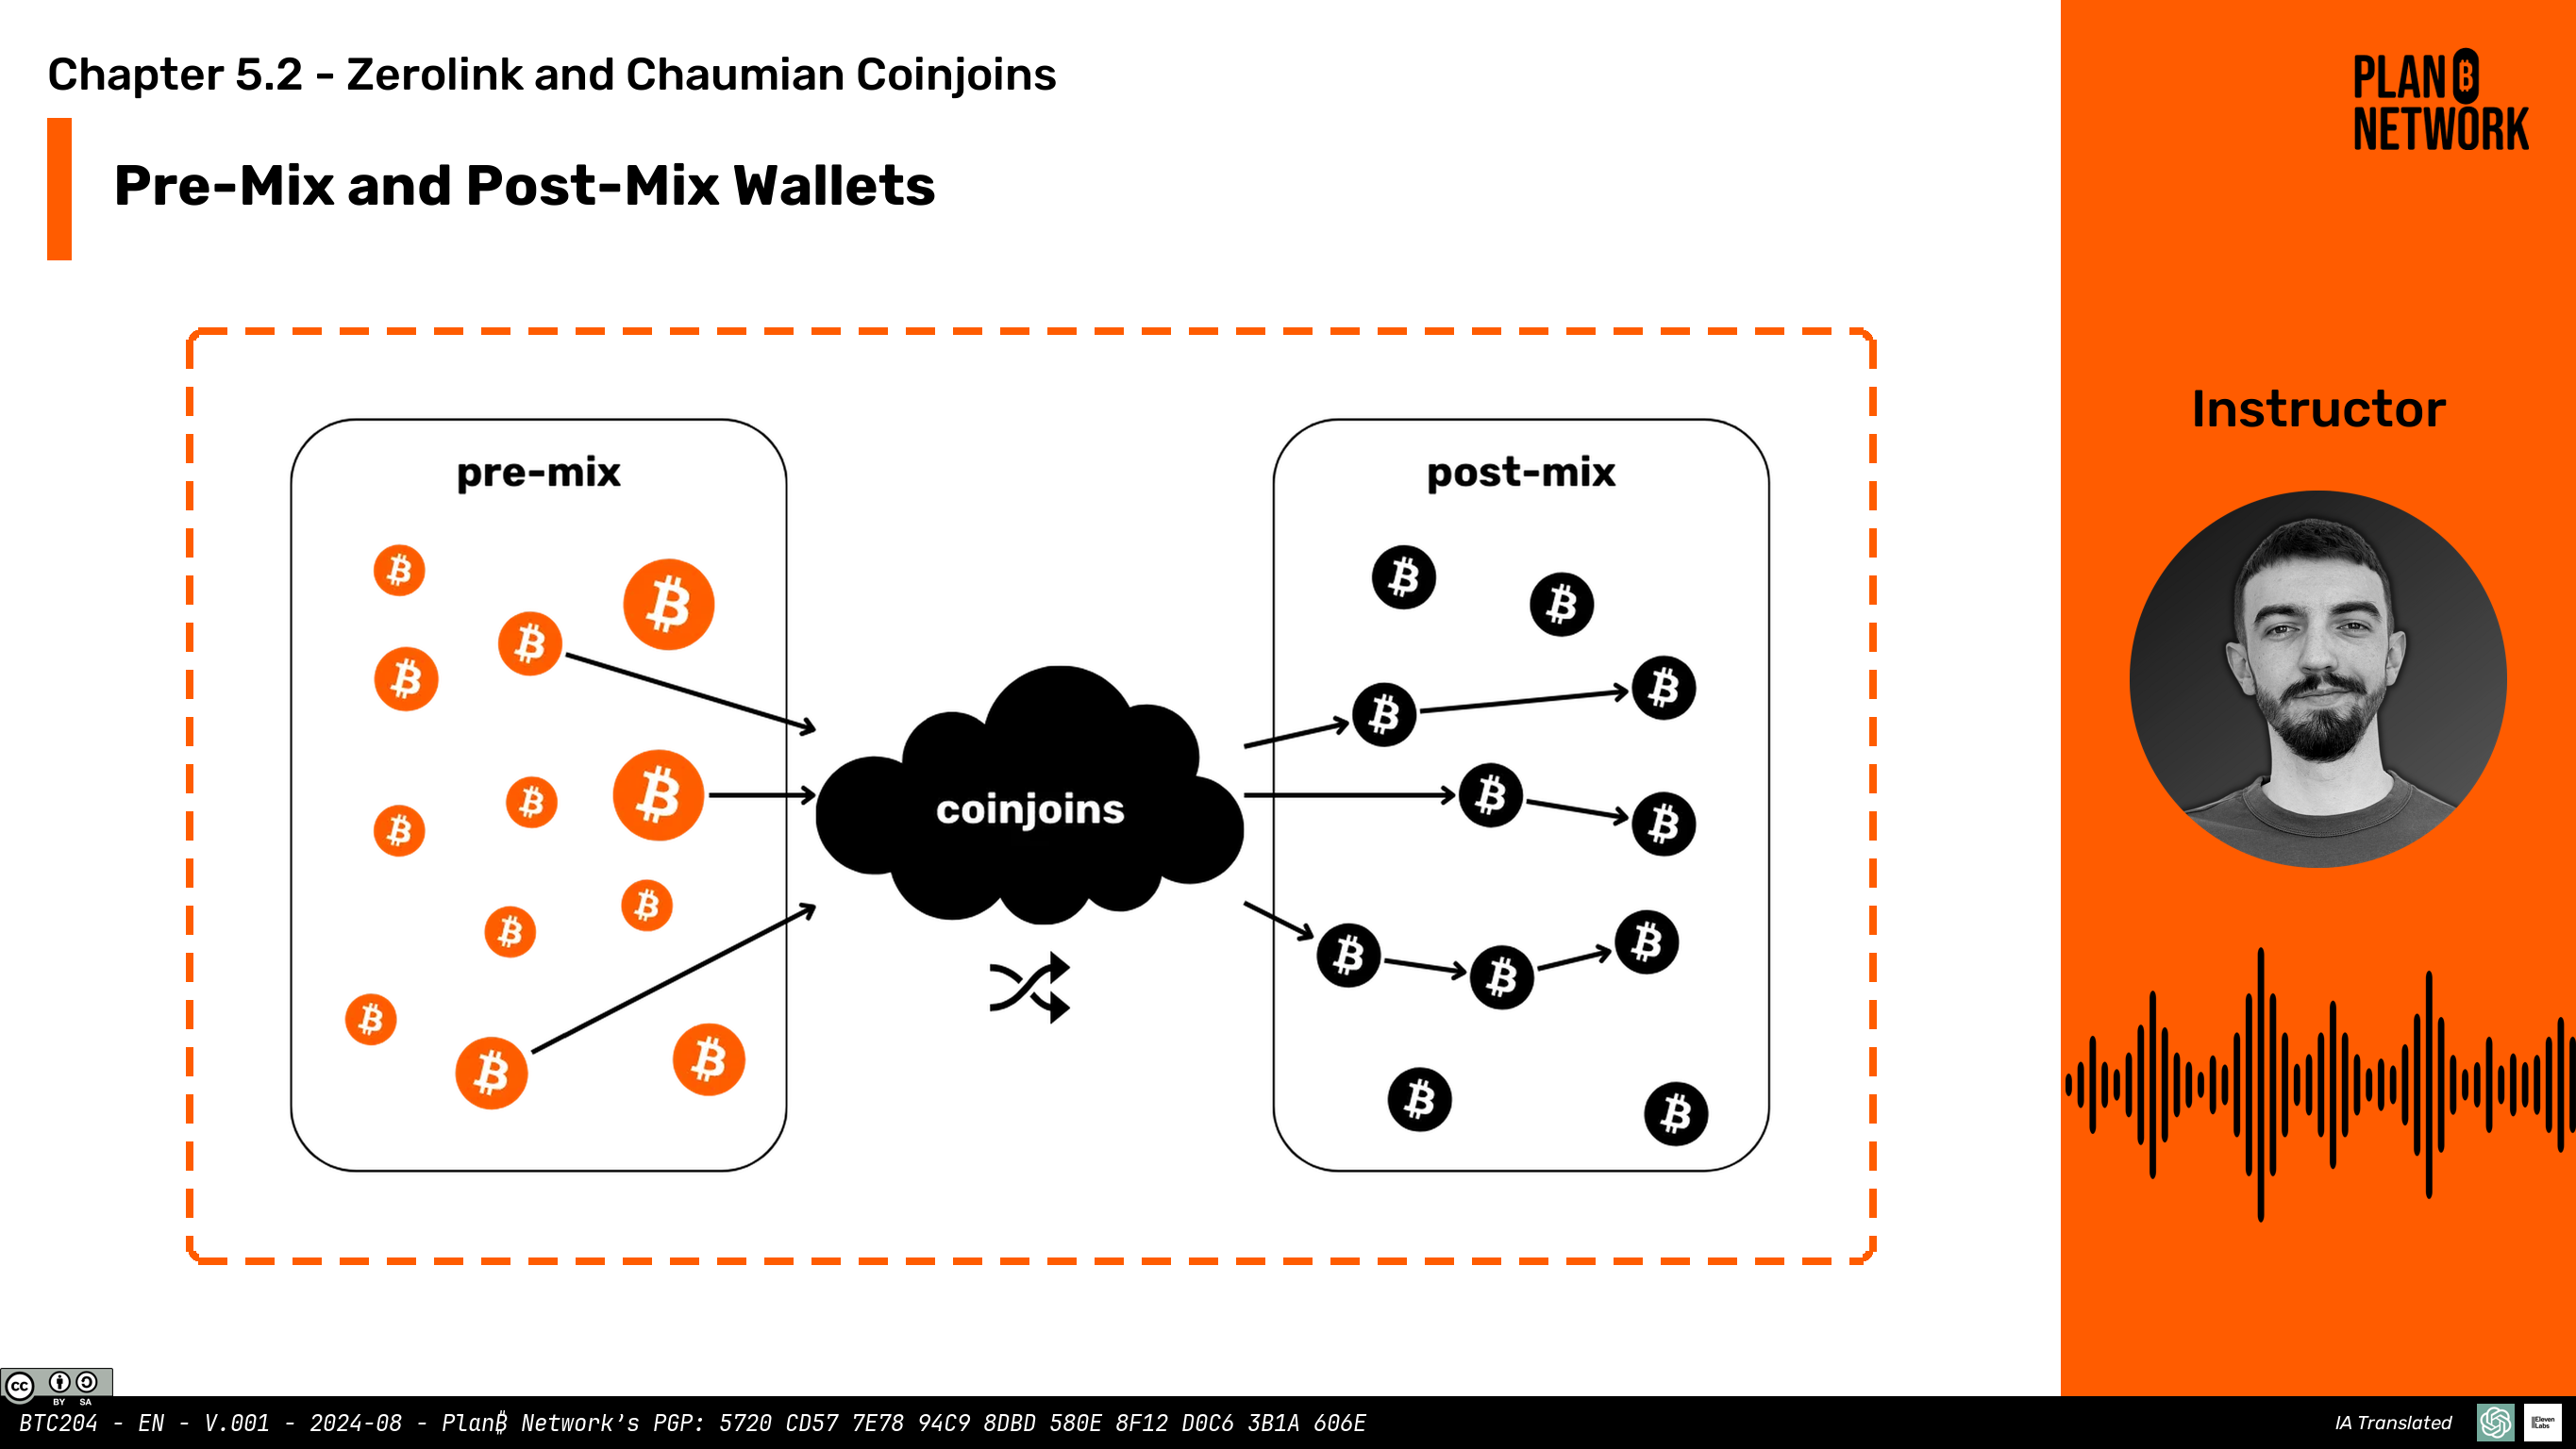 Chapter 5.2 - Zerolink and Chaumian Coinjoins
PLAN ₿
NETWORK
Pre-Mix and Post-Mix Wallets
Instructor
pre-mix
post-mix
coinjoins
cc
BY SA
BTC204 - EN - V.001 - 2024-08 - Plan₿ Network's PGP: 5720 CD57 7E78 94C9 8DBD 580E 8F12 D0C6 3B1A 606E
IA Translated
ElevenLabs